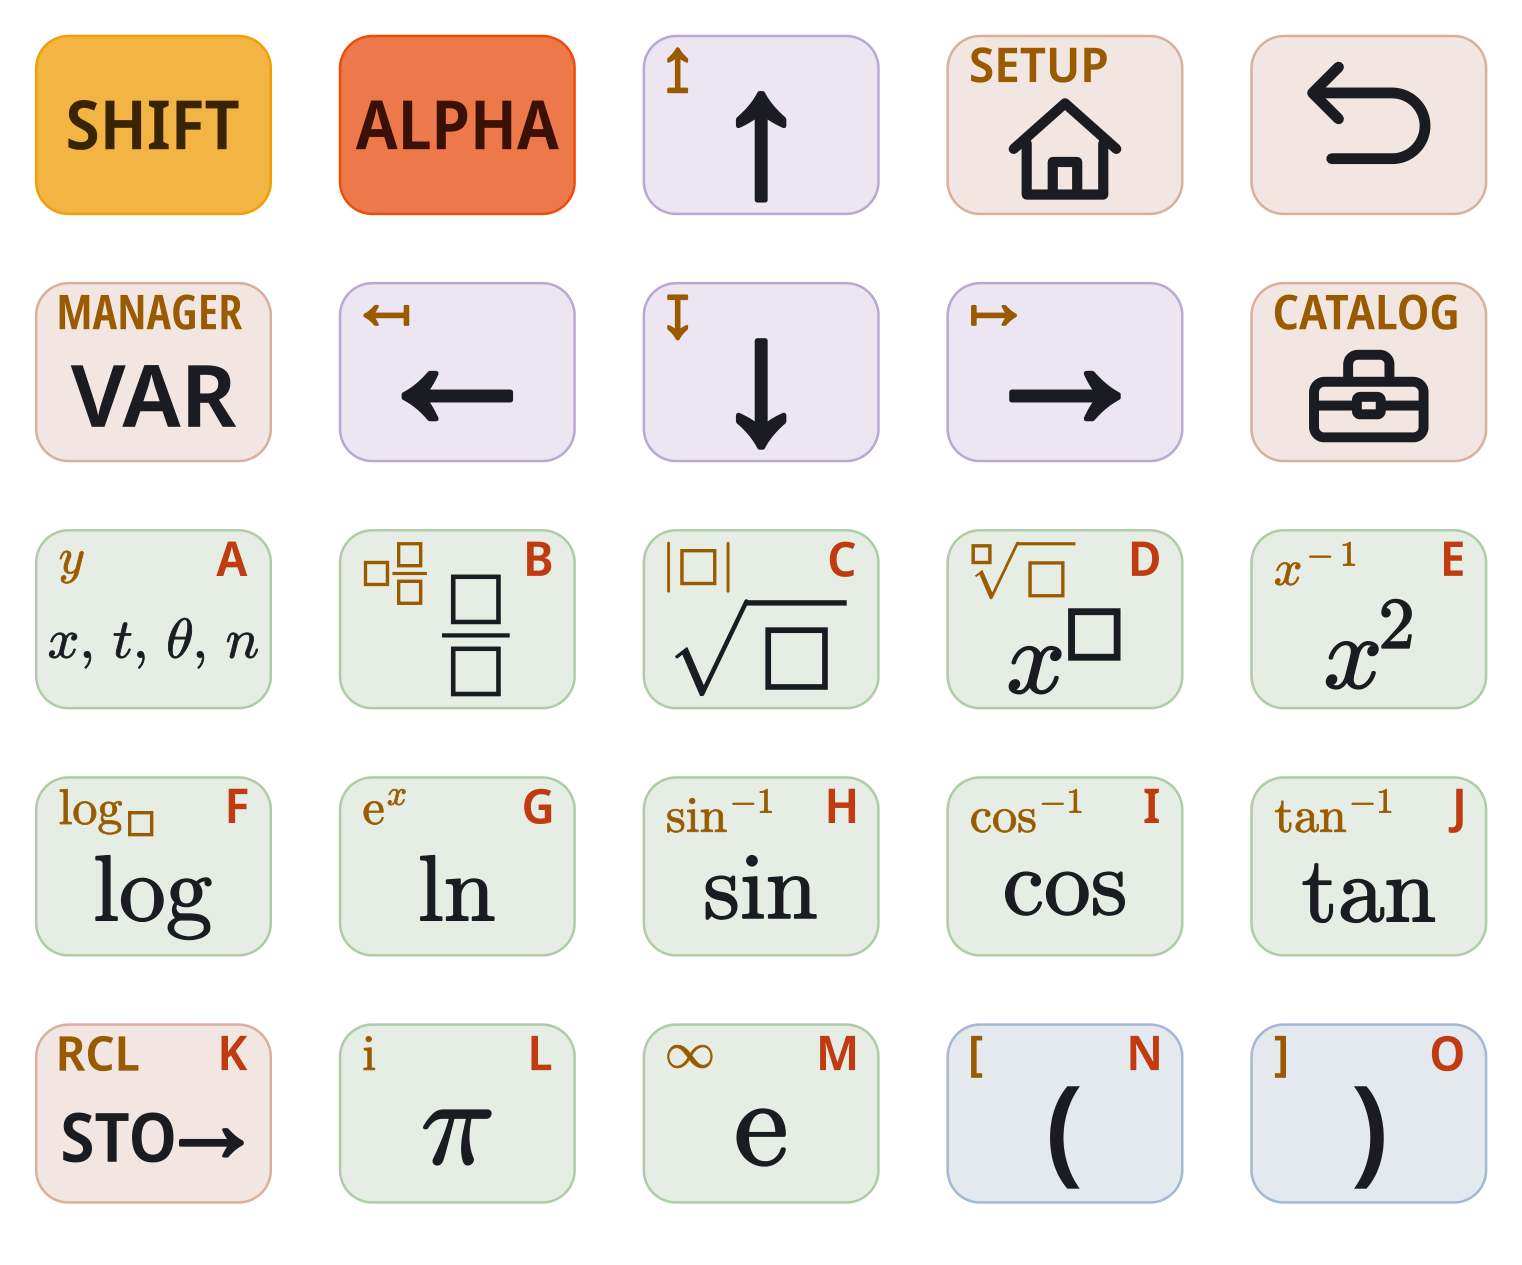 SHIFT
ALPHA
↥
↑
SETUP
MANAGER
VAR
↤
←
↧
↓
↦
→
CATALOG
y A
x, t, θ, n
□□/□ B
□/□
|□| C
√□
□√□ D
x^□
x⁻¹ E
x²
log□ F
log
eˣ G
ln
sin⁻¹ H
sin
cos⁻¹ I
cos
tan⁻¹ J
tan
RCL K
STO→
i L
π
∞ M
e
[ N
(
] O
)